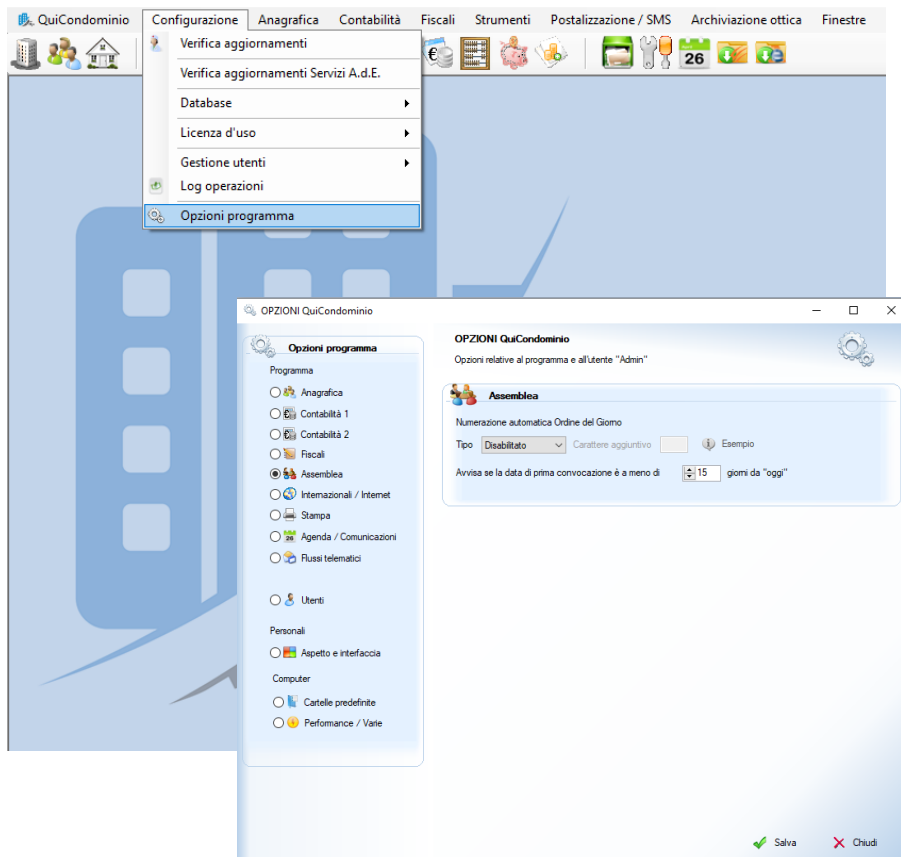 QuiCondominio Configurazione Anagrafica Contabilità Fiscali Strumenti Postalizzazione / SMS Archiviazione ottica Finestre
Verifica aggiornamenti
Verifica aggiornamenti Servizi A.d.E.
Database
Licenza d'uso
Gestione utenti
Log operazioni
Opzioni programma
26
OPZIONI QuiCondominio
Opzioni programma
Programma
Anagrafica
Contabilità 1
Contabilità 2
Fiscali
Assemblea
Internazionali / Internet
Stampa
Agenda / Comunicazioni
Flussi telematici
Utenti
Personali
Aspetto e interfaccia
Computer
Cartelle predefinite
Performance / Varie
OPZIONI QuiCondominio
Opzioni relative al programma e all'utente "Admin"
Assemblea
Numerazione automatica Ordine del Giorno
Tipo Disabilitato Carattere aggiuntivo Esempio
Avvisa se la data di prima convocazione è a meno di 15 giorni da "oggi"
Salva Chiudi